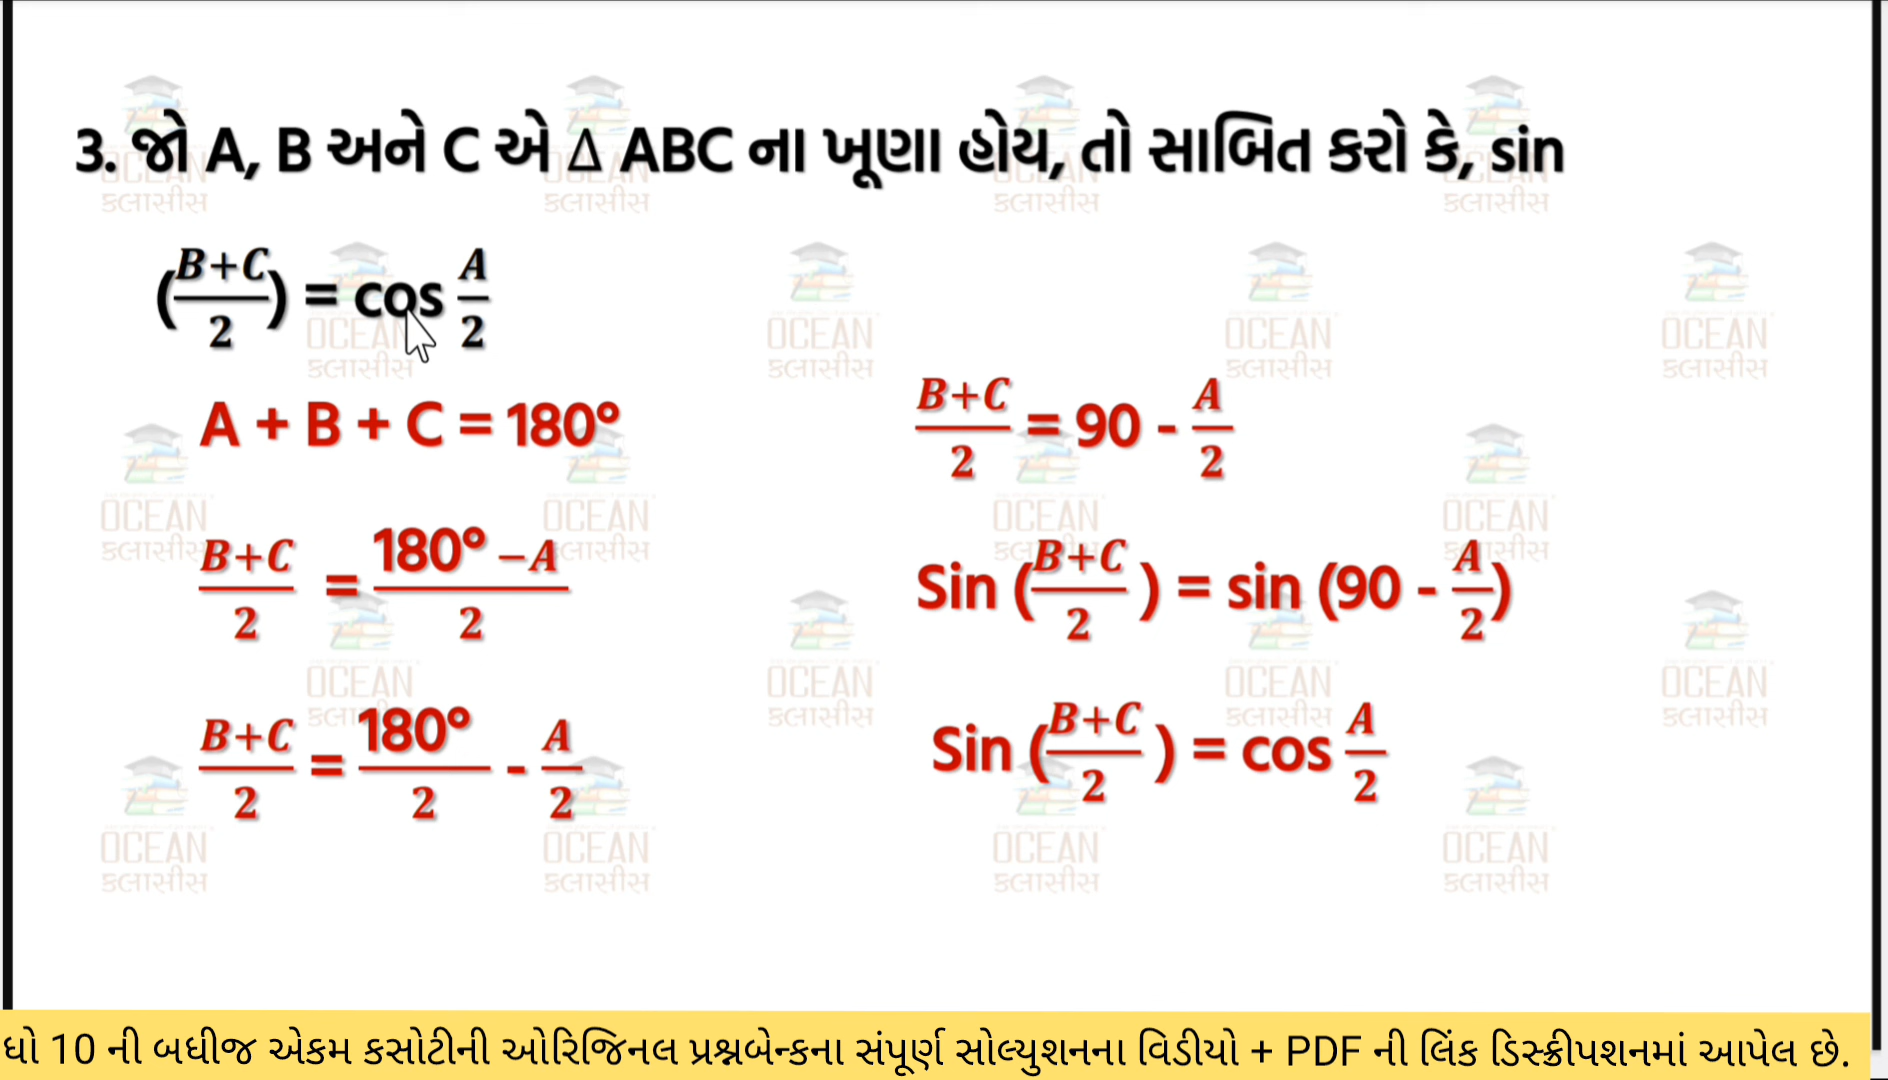 3. જો A, B અને C એ Δ ABC ના ખૂણા હોય, તો સાબિત કરો કે, sin
(B+C/2) = cos A/2
A + B + C = 180°
B+C/2 = 180° – A/2
B+C/2 = 180°/2 - A/2
B+C/2 = 90 - A/2
Sin (B+C/2) = sin (90 - A/2)
Sin (B+C/2) = cos A/2
OCEAN
ક્લાસીસ
ધો 10 ની બધીજ એકમ કસોટીની ઓરિજિનલ પ્રશ્નબેન્કના સંપૂર્ણ સોલ્યુશનના વિડીયો + PDF ની લિંક ડિસ્ક્રીપશનમાં આપેલ છે.